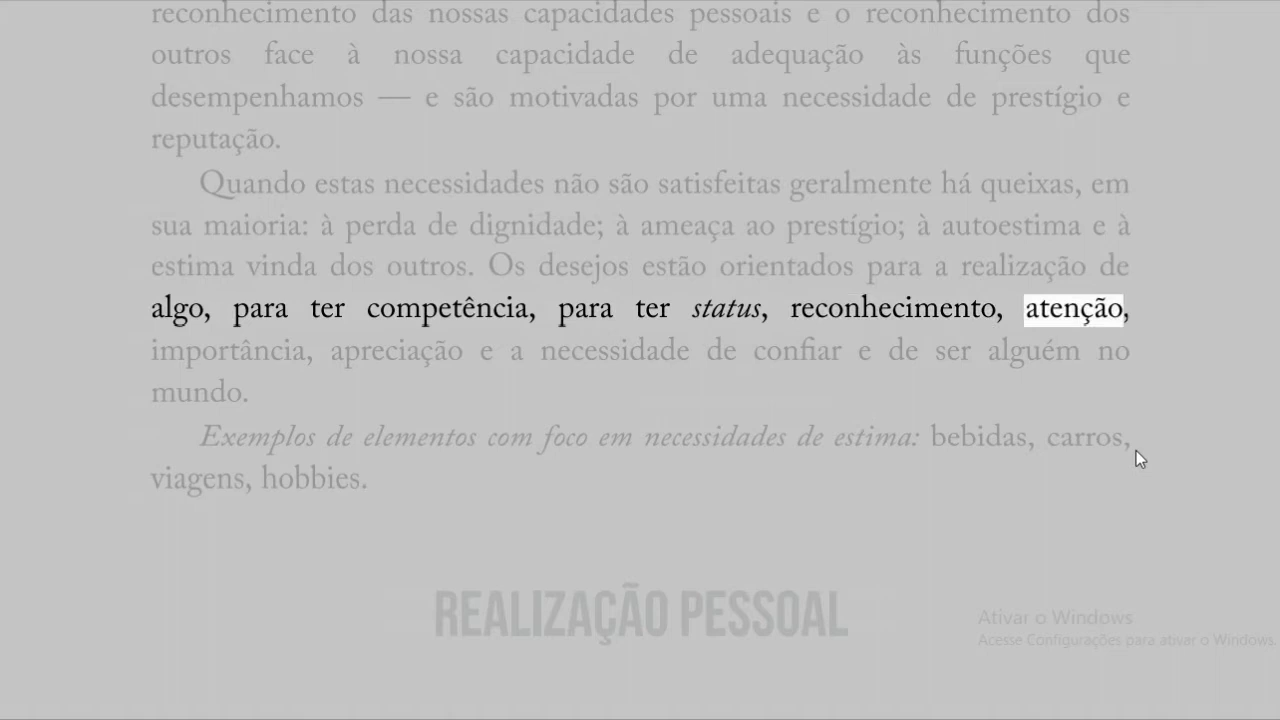 reconhecimento das nossas capacidades pessoais e o reconhecimento dos
outros face à nossa capacidade de adequação às funções que
desempenhamos — e são motivadas por uma necessidade de prestígio e
reputação.
Quando estas necessidades não são satisfeitas geralmente há queixas, em
sua maioria: à perda de dignidade; à ameaça ao prestígio; à autoestima e à
estima vinda dos outros. Os desejos estão orientados para a realização de
algo, para ter competência, para ter status, reconhecimento, atenção,
importância, apreciação e a necessidade de confiar e de ser alguém no
mundo.
Exemplos de elementos com foco em necessidades de estima: bebidas, carros,
viagens, hobbies.
REALIZAÇÃO PESSOAL
Ativar o Windows
Acesse Configurações para ativar o Windows.